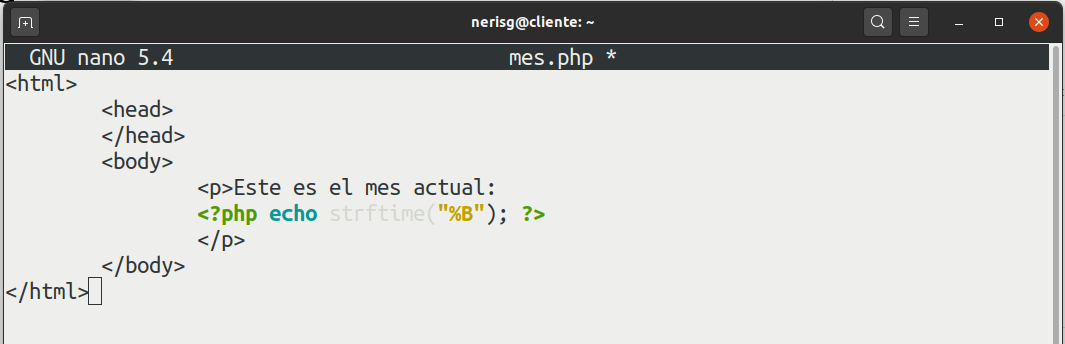 nerisg@cliente: ~
GNU nano 5.4 mes.php *
<html>
<head>
</head>
<body>
<p>Este es el mes actual:
<?php echo strftime("%B"); ?>
</p>
</body>
</html>